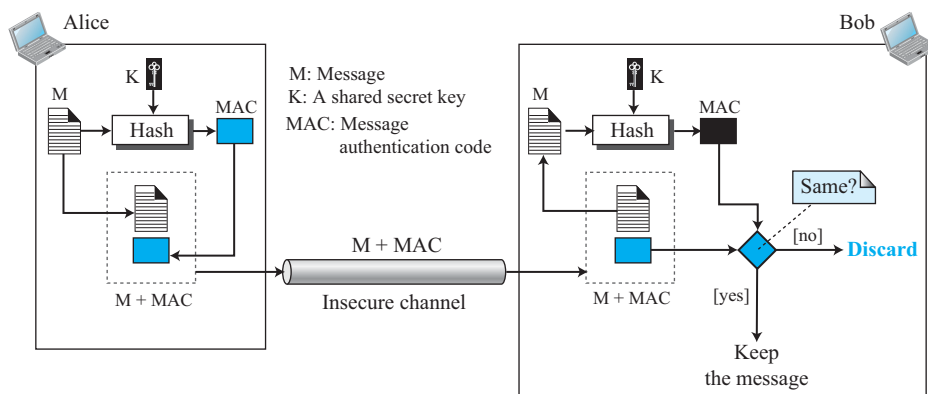 Alice
K
M
MAC
Hash
M + MAC
M: Message
K: A shared secret key
MAC: Message
authentication code
M + MAC
Insecure channel
Bob
K
M
MAC
Hash
Same?
[no]
Discard
M + MAC
[yes]
Keep
the message